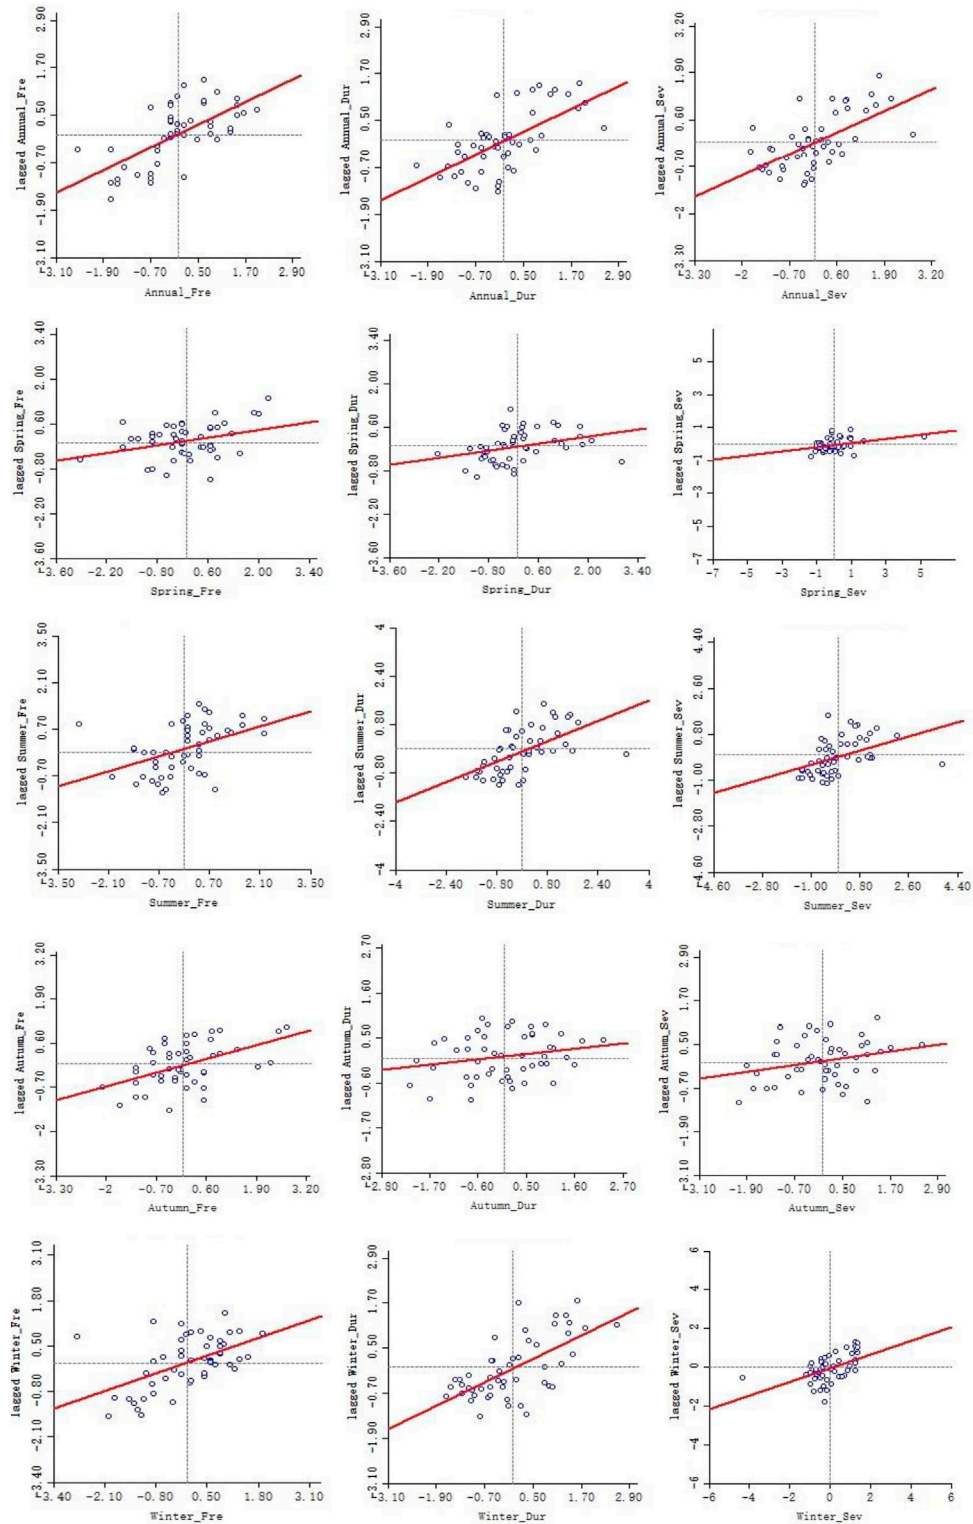 lagged Annual_Fre
2.90
1.70
0.50
-0.70
-1.90
-3.10
-3.10 -1.90 -0.70 0.50 1.70 2.90
Annual_Fre
lagged Annual_Dur
2.90
1.70
0.50
-0.70
-1.90
-3.10
-3.10 -1.90 -0.70 0.50 1.70 2.90
Annual_Dur
lagged Annual_Sev
3.20
1.90
0.60
-0.70
-2
-3.30
-3.30 -2 -0.70 0.60 1.90 3.20
Annual_Sev
lagged Spring_Fre
3.40
2.00
0.60
-0.80
-2.20
-3.60
-3.60 -2.20 -0.80 0.60 2.00 3.40
Spring_Fre
lagged Spring_Dur
3.40
2.00
0.60
-0.80
-2.20
-3.60
-3.60 -2.20 -0.80 0.60 2.00 3.40
Spring_Dur
lagged Spring_Sev
5
3
1
-1
-3
-5
-7
-7 -5 -3 -1 1 3 5
Spring_Sev
lagged Summer_Fre
3.50
2.10
0.70
-0.70
-2.10
-3.50
-3.50 -2.10 -0.70 0.70 2.10 3.50
Summer_Fre
lagged Summer_Dur
4
2.40
0.80
-0.80
-2.40
-4
-4 -2.40 -0.80 0.80 2.40 4
Summer_Dur
lagged Summer_Sev
4.40
2.60
0.80
-1.00
-2.80
-4.60
-4.60 -2.80 -1.00 0.80 2.60 4.40
Summer_Sev
lagged Autumn_Fre
3.20
1.90
0.60
-0.70
-2
-3.30
-3.30 -2 -0.70 0.60 1.90 3.20
Autumn_Fre
lagged Autumn_Dur
2.70
1.60
0.50
-0.60
-1.70
-2.80
-2.80 -1.70 -0.60 0.50 1.60 2.70
Autumn_Dur
lagged Autumn_Sev
2.90
1.70
0.50
-0.70
-1.90
-3.10
-3.10 -1.90 -0.70 0.50 1.70 2.90
Autumn_Sev
lagged Winter_Fre
3.10
1.80
0.50
-0.80
-2.10
-3.40
-3.40 -2.10 -0.80 0.50 1.80 3.10
Winter_Fre
lagged Winter_Dur
2.90
1.70
0.50
-0.70
-1.90
-3.10
-3.10 -1.90 -0.70 0.50 1.70 2.90
Winter_Dur
lagged Winter_Sev
6
4
2
0
-2
-4
-6
-6 -4 -2 0 2 4 6
Winter_Sev